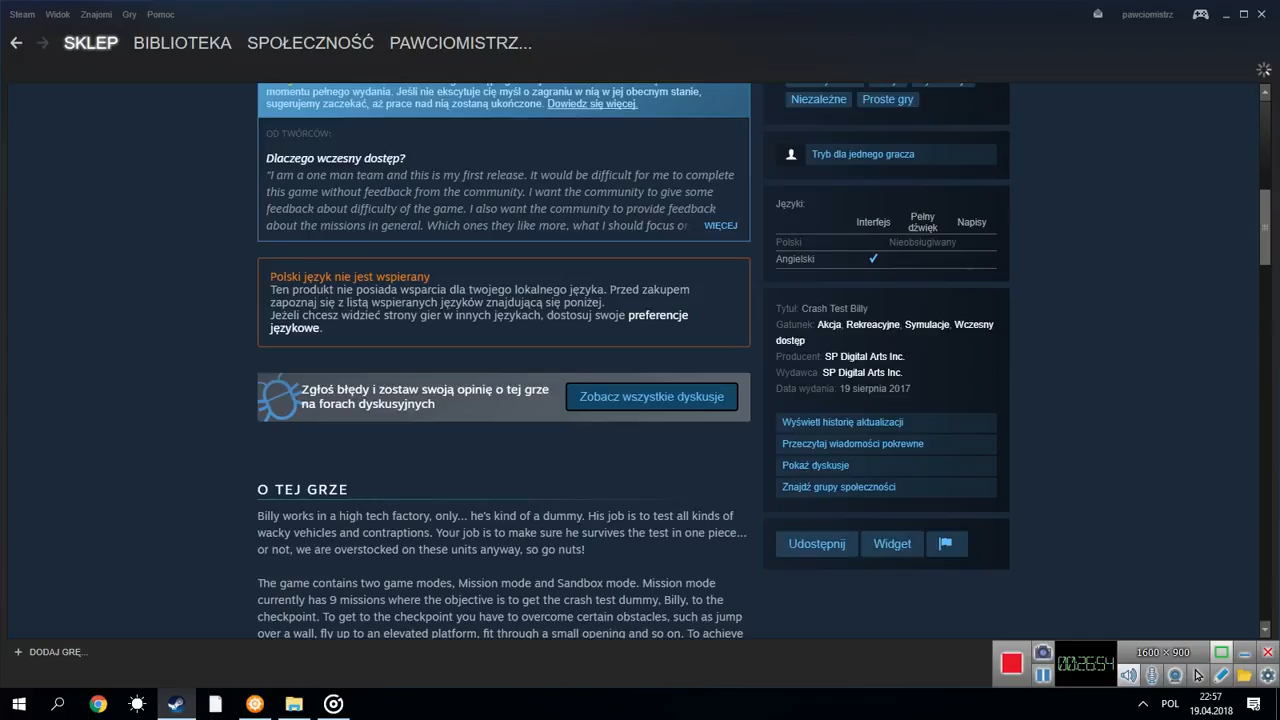 Steam Widok Znajomi Gry Pomoc
pawciomistrz
SKLEP BIBLIOTEKA SPOŁECZNOŚĆ PAWCIOMISTRZ...
momentu pełnego wydania. Jeśli nie ekscytuje cię myśl o zagraniu w nią w jej obecnym stanie,
sugerujemy zaczekać, aż prace nad nią zostaną ukończone. Dowiedz się więcej.
OD TWÓRCÓW:
Dlaczego wczesny dostęp?
"I am a one man team and this is my first release. It would be difficult for me to complete
this game without feedback from the community. I want the community to give some
feedback about difficulty of the game. I also want the community to provide feedback
about the missions in general. Which ones they like more, what I should focus o
WIĘCEJ
Polski język nie jest wspierany
Ten produkt nie posiada wsparcia dla twojego lokalnego języka. Przed zakupem
zapoznaj się z listą wspieranych języków znajdującą się poniżej.
Jeżeli chcesz widzieć strony gier w innych językach, dostosuj swoje preferencje
językowe.
Zgłoś błędy i zostaw swoją opinię o tej grze
na forach dyskusyjnych
Zobacz wszystkie dyskusje
O TEJ GRZE
Billy works in a high tech factory, only... he's kind of a dummy. His job is to test all kinds of
wacky vehicles and contraptions. Your job is to make sure he survives the test in one piece...
or not, we are overstocked on these units anyway, so go nuts!
The game contains two game modes, Mission mode and Sandbox mode. Mission mode
currently has 9 missions where the objective is to get the crash test dummy, Billy, to the
checkpoint. To get to the checkpoint you have to overcome certain obstacles, such as jump
over a wall, fly up to an elevated platform, fit through a small opening and so on. To achieve
Niezależne Proste gry
Tryb dla jednego gracza
Języki:
Interfejs Pełny dźwięk Napisy
Polski Nieobsługiwany
Angielski ✓
Tytuł: Crash Test Billy
Gatunek: Akcja, Rekreacyjne, Symulacje, Wczesny
dostęp
Producent: SP Digital Arts Inc.
Wydawca: SP Digital Arts Inc.
Data wydania: 19 sierpnia 2017
Wyświetl historię aktualizacji
Przeczytaj wiadomości pokrewne
Pokaż dyskusje
Znajdź grupy społeczności
Udostępnij Widget
+ DODAJ GRĘ...
1600 × 900
00:26:54
POL
22:57
19.04.2018